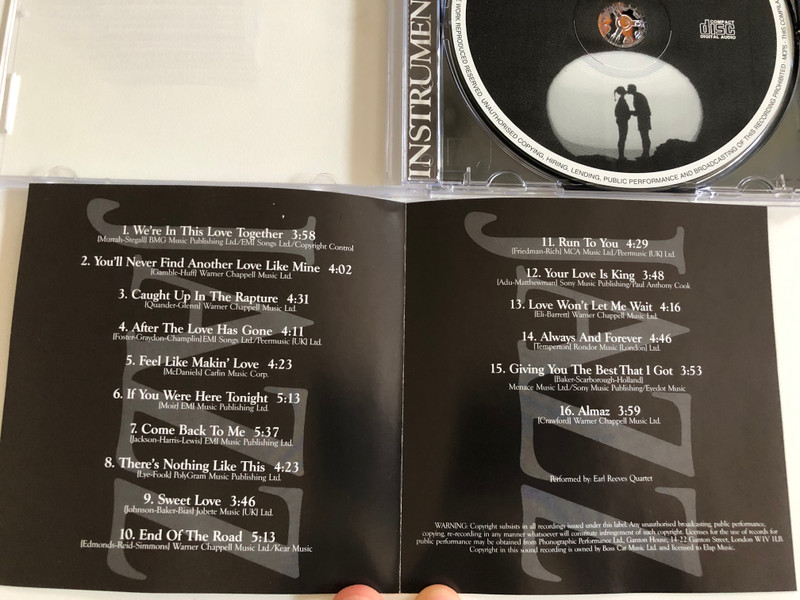 INSTRUMEN
COMPACT
disc
DIGITAL AUDIO
WORK REPRODUCED RESERVED. UNAUTHORISED COPYING, HIRING, LENDING, PUBLIC PERFORMANCE AND BROADCASTING OF THIS RECORDING PROHIBITED. MCPS - THIS COMPILA
JAZZ
1. We're In This Love Together 3:58
[Murrah-Stegall] BMG Music Publishing Ltd./EMI Songs Ltd./Copyright Control
2. You'll Never Find Another Love Like Mine 4:02
[Gamble-Huff] Warner Chappell Music Ltd.
3. Caught Up In The Rapture 4:31
[Quander-Glenn] Warner Chappell Music Ltd.
4. After The Love Has Gone 4:11
[Foster-Graydon-Champlin] EMI Songs Ltd./Peermusic [UK] Ltd.
5. Feel Like Makin' Love 4:23
[McDaniels] Carlin Music Corp.
6. If You Were Here Tonight 5:13
[Moir] EMI Music Publishing Ltd.
7. Come Back To Me 5:37
[Jackson-Harris-Lewis] EMI Music Publishing Ltd.
8. There's Nothing Like This 4:23
[Lye-Fook] PolyGram Music Publishing Ltd.
9. Sweet Love 3:46
[Johnson-Baker-Bias] Jobete Music [UK] Ltd.
10. End Of The Road 5:13
[Edmonds-Reid-Simmons] Warner Chappell Music Ltd./Kear Music
JAZZ
11. Run To You 4:29
[Friedman-Rich] MCA Music Ltd./Peermusic [UK] Ltd.
12. Your Love Is King 3:48
[Adu-Matthewman] Sony Music Publishing/Paul Anthony Cook
13. Love Won't Let Me Wait 4:16
[Eli-Barrett] Warner Chappell Music Ltd.
14. Always And Forever 4:46
[Temperton] Rondor Music [London] Ltd.
15. Giving You The Best That I Got 3:53
[Baker-Scarborough-Holland]
Menace Music Ltd./Sony Music Publishing/Eyedot Music
16. Almaz 3:59
[Crawford] Warner Chappell Music Ltd.
Performed by: Earl Reeves Quartet
WARNING: Copyright subsists in all recordings issued under this label. Any unauthorised broadcasting, public performance,
copying, re-recording in any manner whatsoever will constitute infringement of such copyright. Licenses for the use of records for
public performance may be obtained from Phonographic Performance Ltd., Ganton House, 14-22 Ganton Street, London W1V 1LB
Copyright in this sound recording is owned by Boss Car Music Ltd. and licensed to Elap Music.